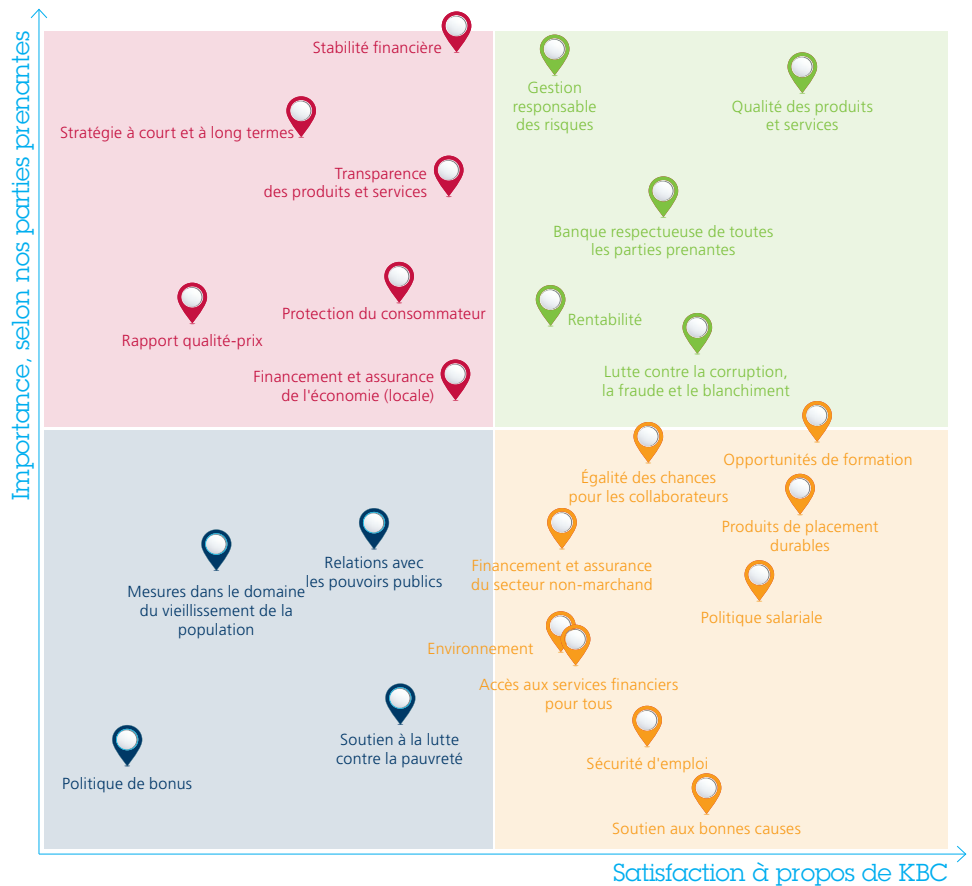 Importance, selon nos parties prenantes
Stabilité financière
Stratégie à court et à long termes
Transparence
des produits et services
Protection du consommateur
Rapport qualité-prix
Financement et assurance
de l'économie (locale)
Gestion
responsable
des risques
Qualité des produits
et services
Banque respectueuse de toutes
les parties prenantes
Rentabilité
Lutte contre la corruption,
la fraude et le blanchiment
Relations avec
les pouvoirs publics
Mesures dans le domaine
du vieillissement de la
population
Soutien à la lutte
contre la pauvreté
Politique de bonus
Opportunités de formation
Égalité des chances
pour les collaborateurs
Produits de placement
durables
Financement et assurance
du secteur non-marchand
Politique salariale
Environnement
Accès aux services financiers
pour tous
Sécurité d'emploi
Soutien aux bonnes causes
Satisfaction à propos de KBC